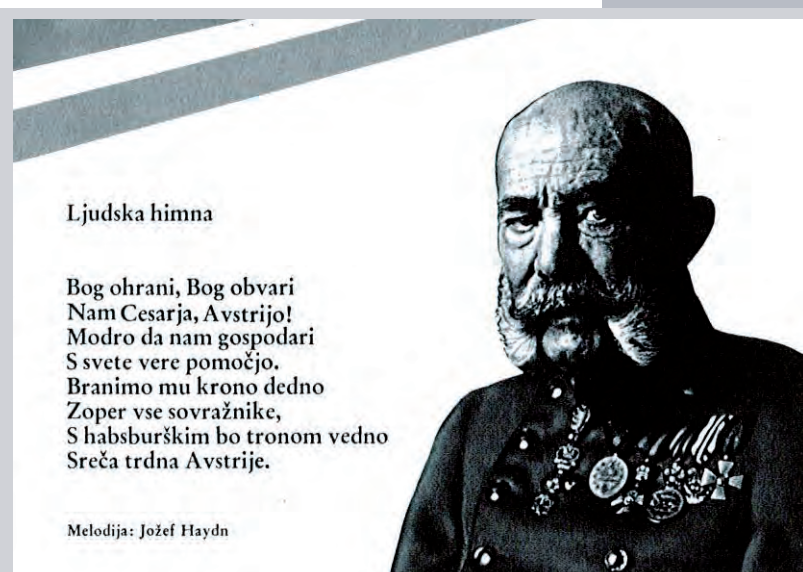 Ljudska himna
Bog ohrani, Bog obvari
Nam Cesarja, Avstrijo!
Modro da nam gospodari
S svete vere pomočjo.
Branimo mu krono dedno
Zoper vse sovražnike,
S habsburškim bo tronom vedno
Sreča trdna Avstrije.
Melodija: Jožef Haydn